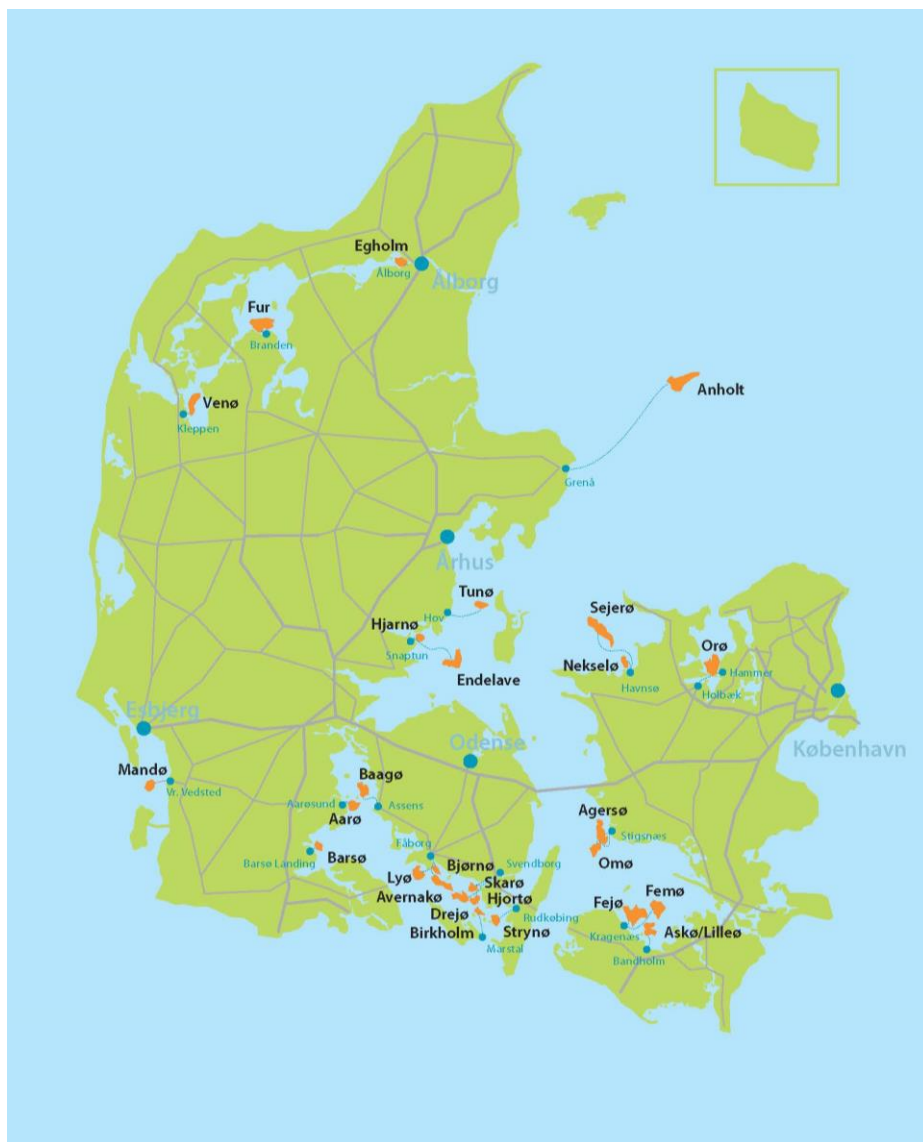 Egholm
Ålborg
Ålborg
Fur
Branden
Venø
Kleppen
Anholt
Grenå
Århus
Tunø
Hov
Hjarnø
Snaptun
Endelave
Sejerø
Nekselø
Havnsø
Orø
Hammer
Holbæk
København
Esbjerg
Odense
Mandø
Vr. Vedsted
Baagø
Aarøsund
Assens
Aarø
Barsø
Barsø Landing
Fåborg
Bjørnø
Svendborg
Lyø
Skarø
Avernakø
Hjortø
Drejø
Rudkøbing
Birkholm
Strynø
Marstal
Agersø
Stigsnæs
Omø
Femø
Fejø
Kragenæs
Askø/Lilleø
Bandholm